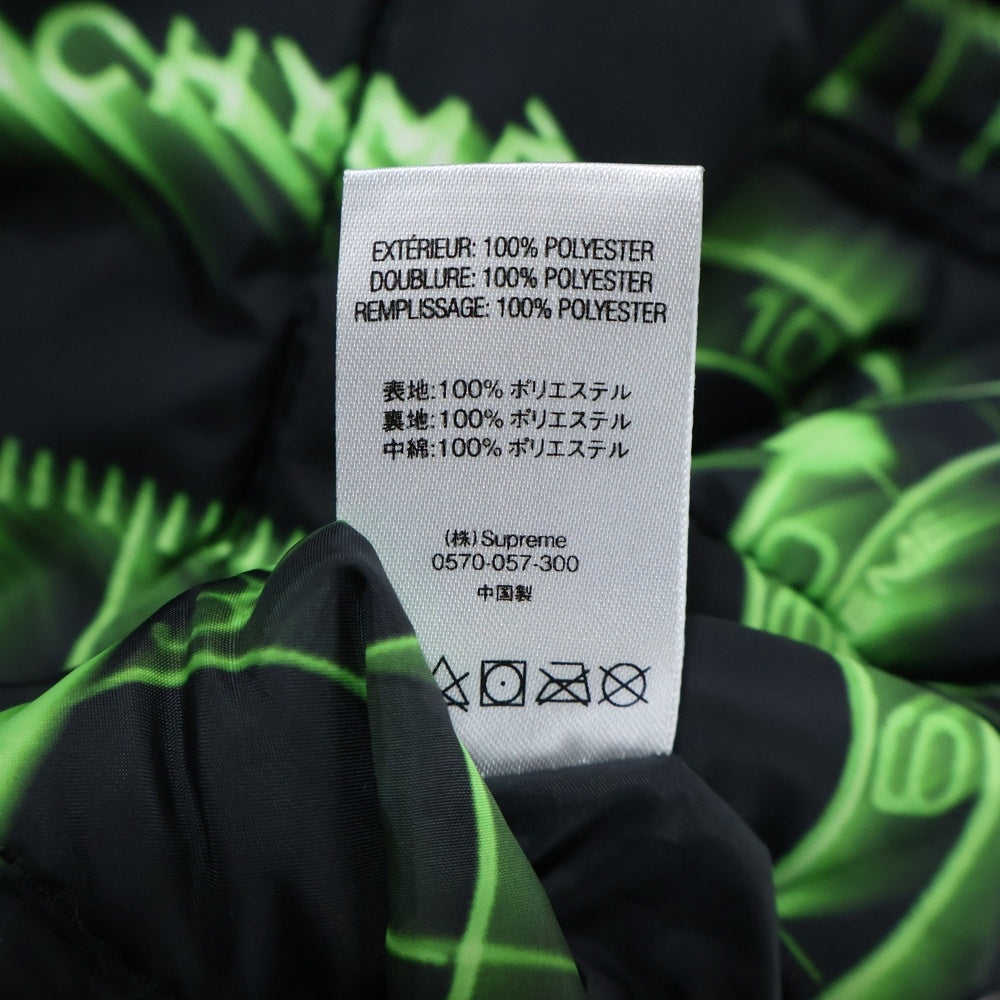 EXTÉRIEUR: 100% POLYESTER
DOUBLURE: 100% POLYESTER
REMPLISSAGE: 100% POLYESTER
表地:100% ポリエステル
裏地:100% ポリエステル
中綿:100% ポリエステル
(株) Supreme
0570-057-300
中国製
10